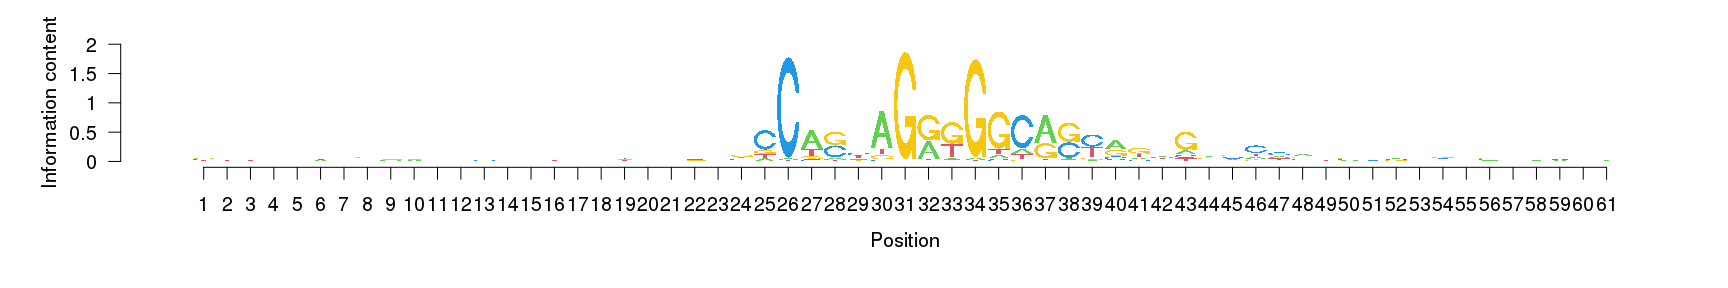 Information content
2
1.5
1
0.5
0
C C A G A G G G G G C A G C A G G C
T C A T G C T
1 2 3 4 5 6 7 8 9 10 11 12 13 14 15 16 17 18 19 20 21 22 23 24 25 26 27 28 29 30 31 32 33 34 35 36 37 38 39 40 41 42 43 44 45 46 47 48 49 50 51 52 53 54 55 56 57 58 59 60 61
Position